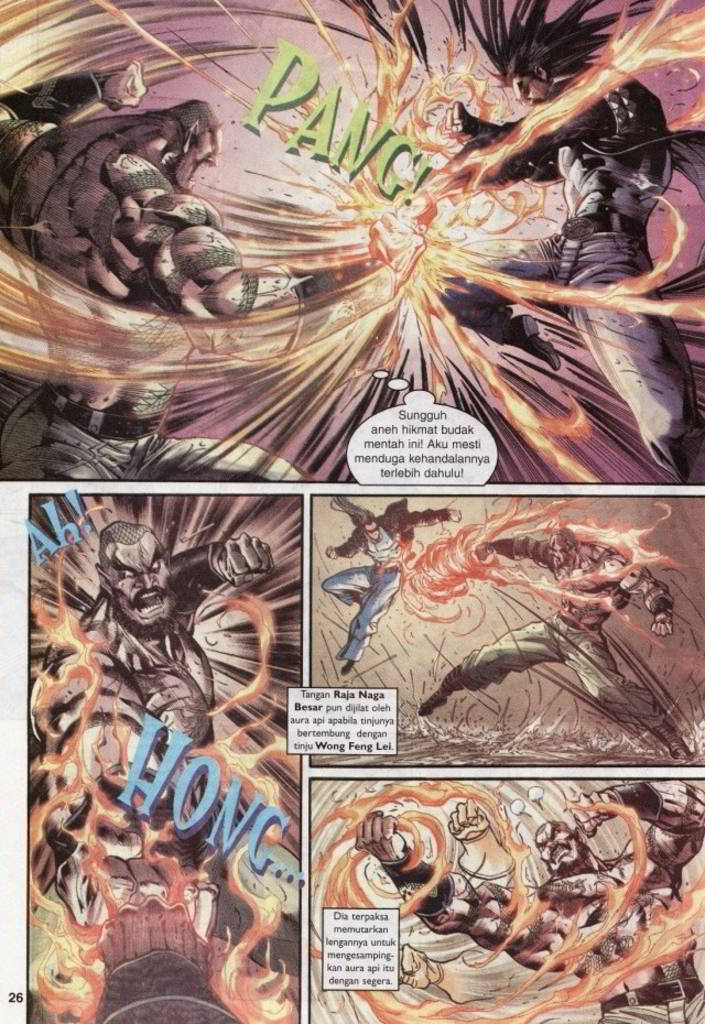 PANG!
Sungguh
aneh hikmat budak
mentah ini! Aku mesti
menduga kehandalannya
terlebih dahulu!
Ah!
HONG...
Tangan Raja Naga
Besar pun dijilat oleh
aura api apabila tinjunya
bertembung dengan
tinju Wong Feng Lei.
Dia terpaksa
memutarkan
lengannya untuk
mengesamping-
kan aura api itu
dengan segera.
26